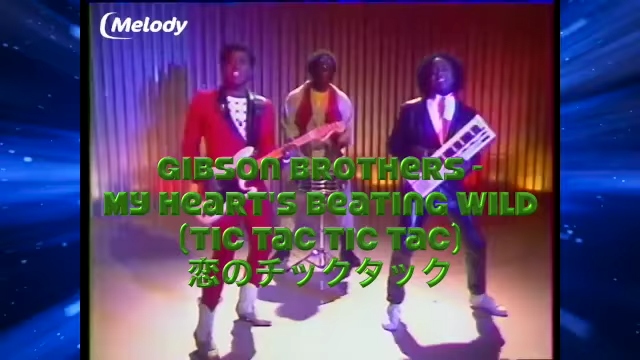 Melody
GIBSON BROTHERS -
MY HEART'S BEATING WILD
(TIC TAC TIC TAC)
恋のチックタック